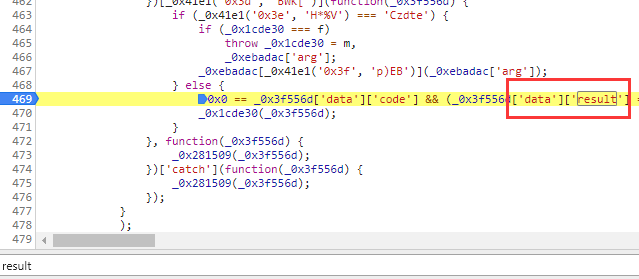 462 })[_0x41e1('0x3d', 'BWk[')](function(_0x3f556d) {
463 if (_0x41e1('0x3e', 'H*%V') === 'Czdte') {
464 if (_0x1cde30 === f)
465 throw _0x1cde30 = m,
466 _0xebadac['arg'];
467 _0xebadac[_0x41e1('0x3f', 'p)EB')](_0xebadac['arg']);
468 } else {
469 0x0 == _0x3f556d['data']['code'] && (_0x3f556d['data']['result'] =
470 _0x1cde30(_0x3f556d);
471 }
472 }, function(_0x3f556d) {
473 _0x281509(_0x3f556d);
474 })['catch'](function(_0x3f556d) {
475 _0x281509(_0x3f556d);
476 });
477 }
478 );
479
result